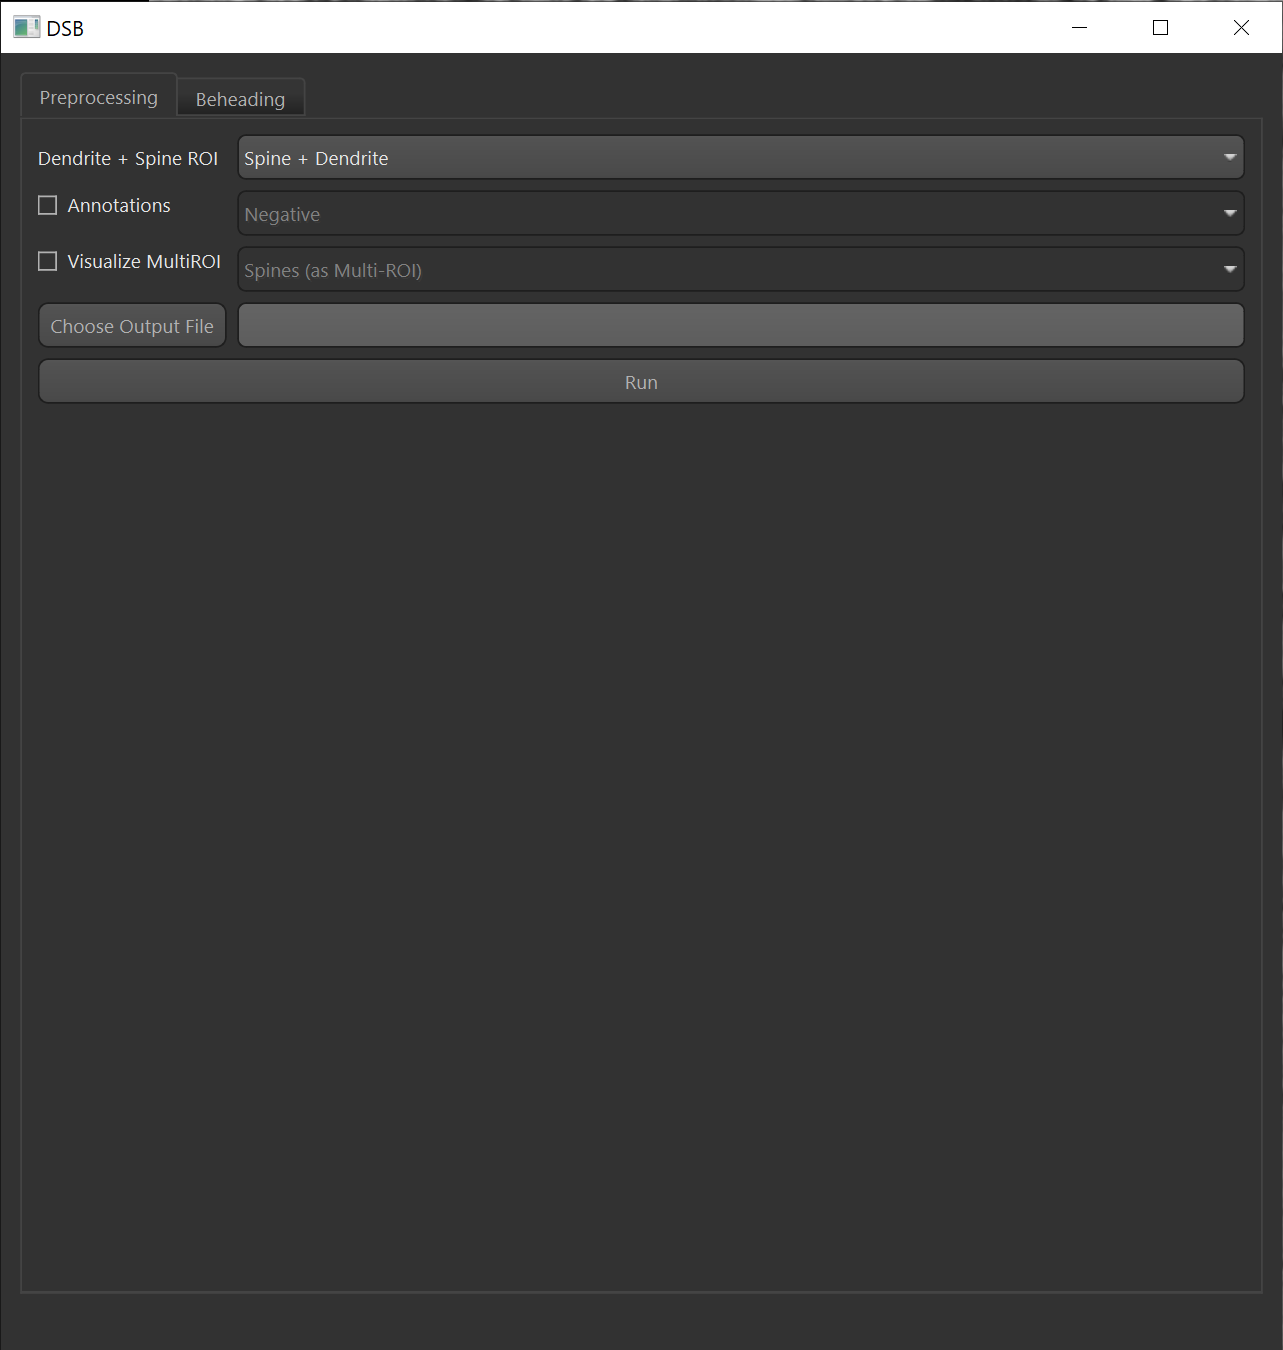 DSB
Preprocessing Beheading
Dendrite + Spine ROI Spine + Dendrite
Annotations Negative
Visualize MultiROI Spines (as Multi-ROI)
Choose Output File
Run